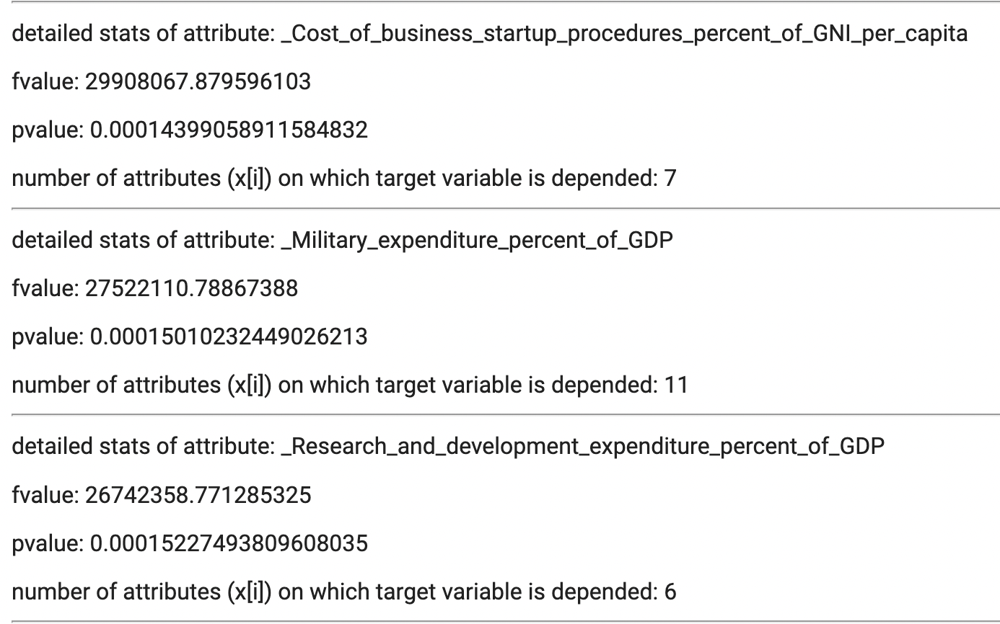 detailed stats of attribute: _Cost_of_business_startup_procedures_percent_of_GNI_per_capita
fvalue: 29908067.879596103
pvalue: 0.00014399058911584832
number of attributes (x[i]) on which target variable is depended: 7
detailed stats of attribute: _Military_expenditure_percent_of_GDP
fvalue: 27522110.78867388
pvalue: 0.00015010232449026213
number of attributes (x[i]) on which target variable is depended: 11
detailed stats of attribute: _Research_and_development_expenditure_percent_of_GDP
fvalue: 26742358.771285325
pvalue: 0.00015227493809608035
number of attributes (x[i]) on which target variable is depended: 6